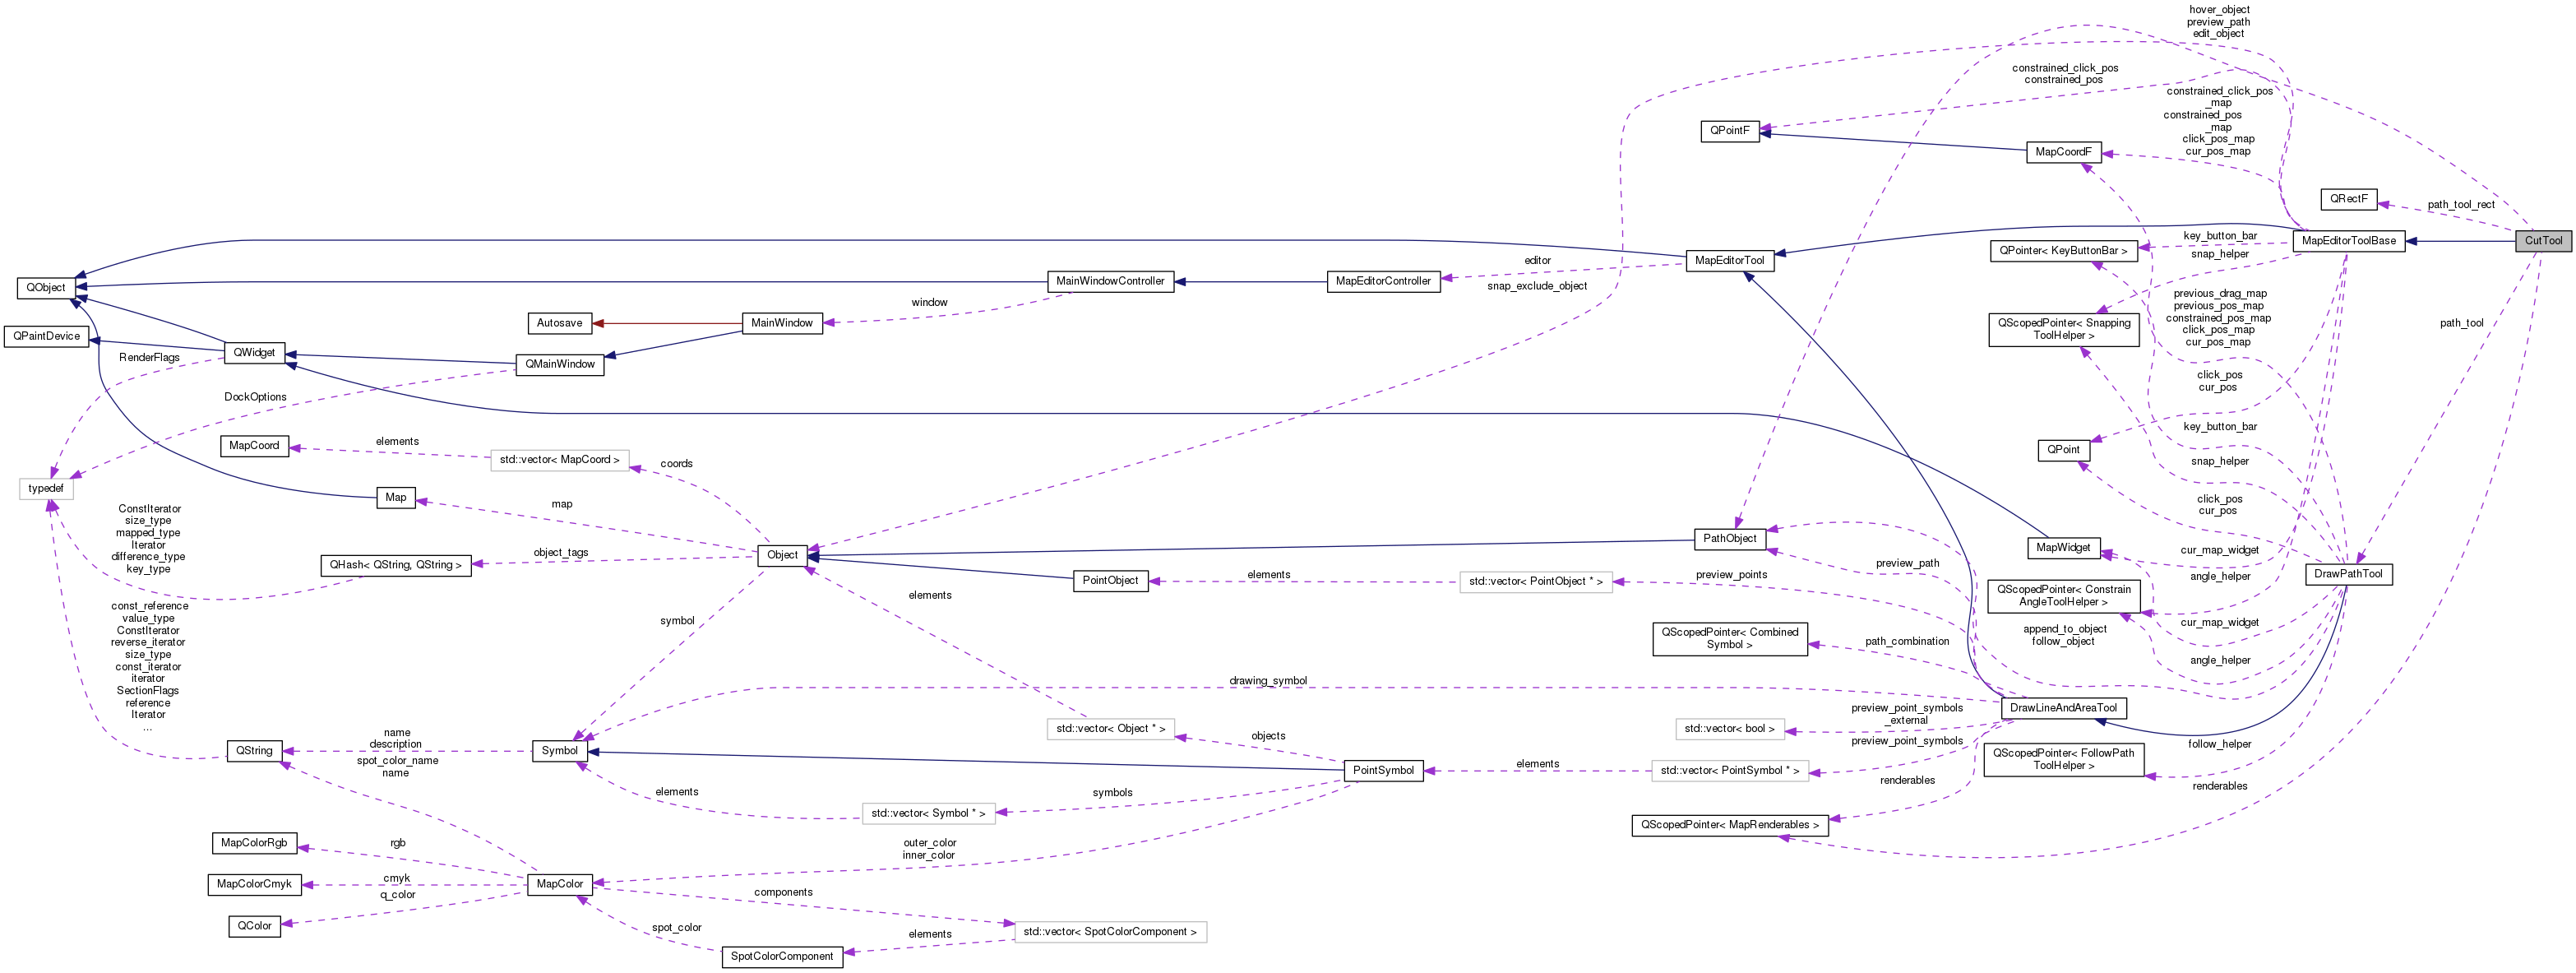 hover_object
preview_path
edit_object
constrained_click_pos
constrained_pos
constrained_click_pos
_map
constrained_pos
_map
click_pos_map
cur_pos_map
QPointF
MapCoordF
QRectF
path_tool_rect
CutTool
MapEditorToolBase
key_button_bar
QPointer< KeyButtonBar >
snap_helper
MapEditorTool
editor
MapEditorController
MainWindowController
QObject
snap_exclude_object
window
previous_drag_map
previous_pos_map
constrained_pos_map
click_pos_map
cur_pos_map
Autosave
MainWindow
QScopedPointer< Snapping
ToolHelper >
path_tool
QPaintDevice
QWidget
RenderFlags
QMainWindow
click_pos
cur_pos
DockOptions
key_button_bar
MapCoord
elements
std::vector< MapCoord >
coords
QPoint
snap_helper
typedef
Map
map
click_pos
cur_pos
ConstIterator
size_type
mapped_type
Iterator
difference_type
key_type
QHash< QString, QString >
object_tags
Object
PathObject
MapWidget
cur_map_widget
preview_path
PointObject
elements
std::vector< PointObject * >
preview_points
angle_helper
DrawPathTool
elements
QScopedPointer< Constrain
AngleToolHelper >
const_reference
value_type
ConstIterator
reverse_iterator
size_type
const_iterator
iterator
SectionFlags
reference
Iterator
...
symbol
QScopedPointer< Combined
Symbol >
path_combination
append_to_object
follow_object
cur_map_widget
angle_helper
drawing_symbol
DrawLineAndAreaTool
std::vector< Object * >
std::vector< bool >
preview_point_symbols
_external
objects
QString
name
description
Symbol
preview_point_symbols
follow_helper
spot_color_name
name
PointSymbol
elements
std::vector< PointSymbol * >
QScopedPointer< FollowPath
ToolHelper >
renderables
renderables
elements
symbols
std::vector< Symbol * >
QScopedPointer< MapRenderables >
MapColorRgb
rgb
outer_color
inner_color
MapColorCmyk
cmyk
MapColor
components
q_color
QColor
spot_color
elements
std::vector< SpotColorComponent >
SpotColorComponent